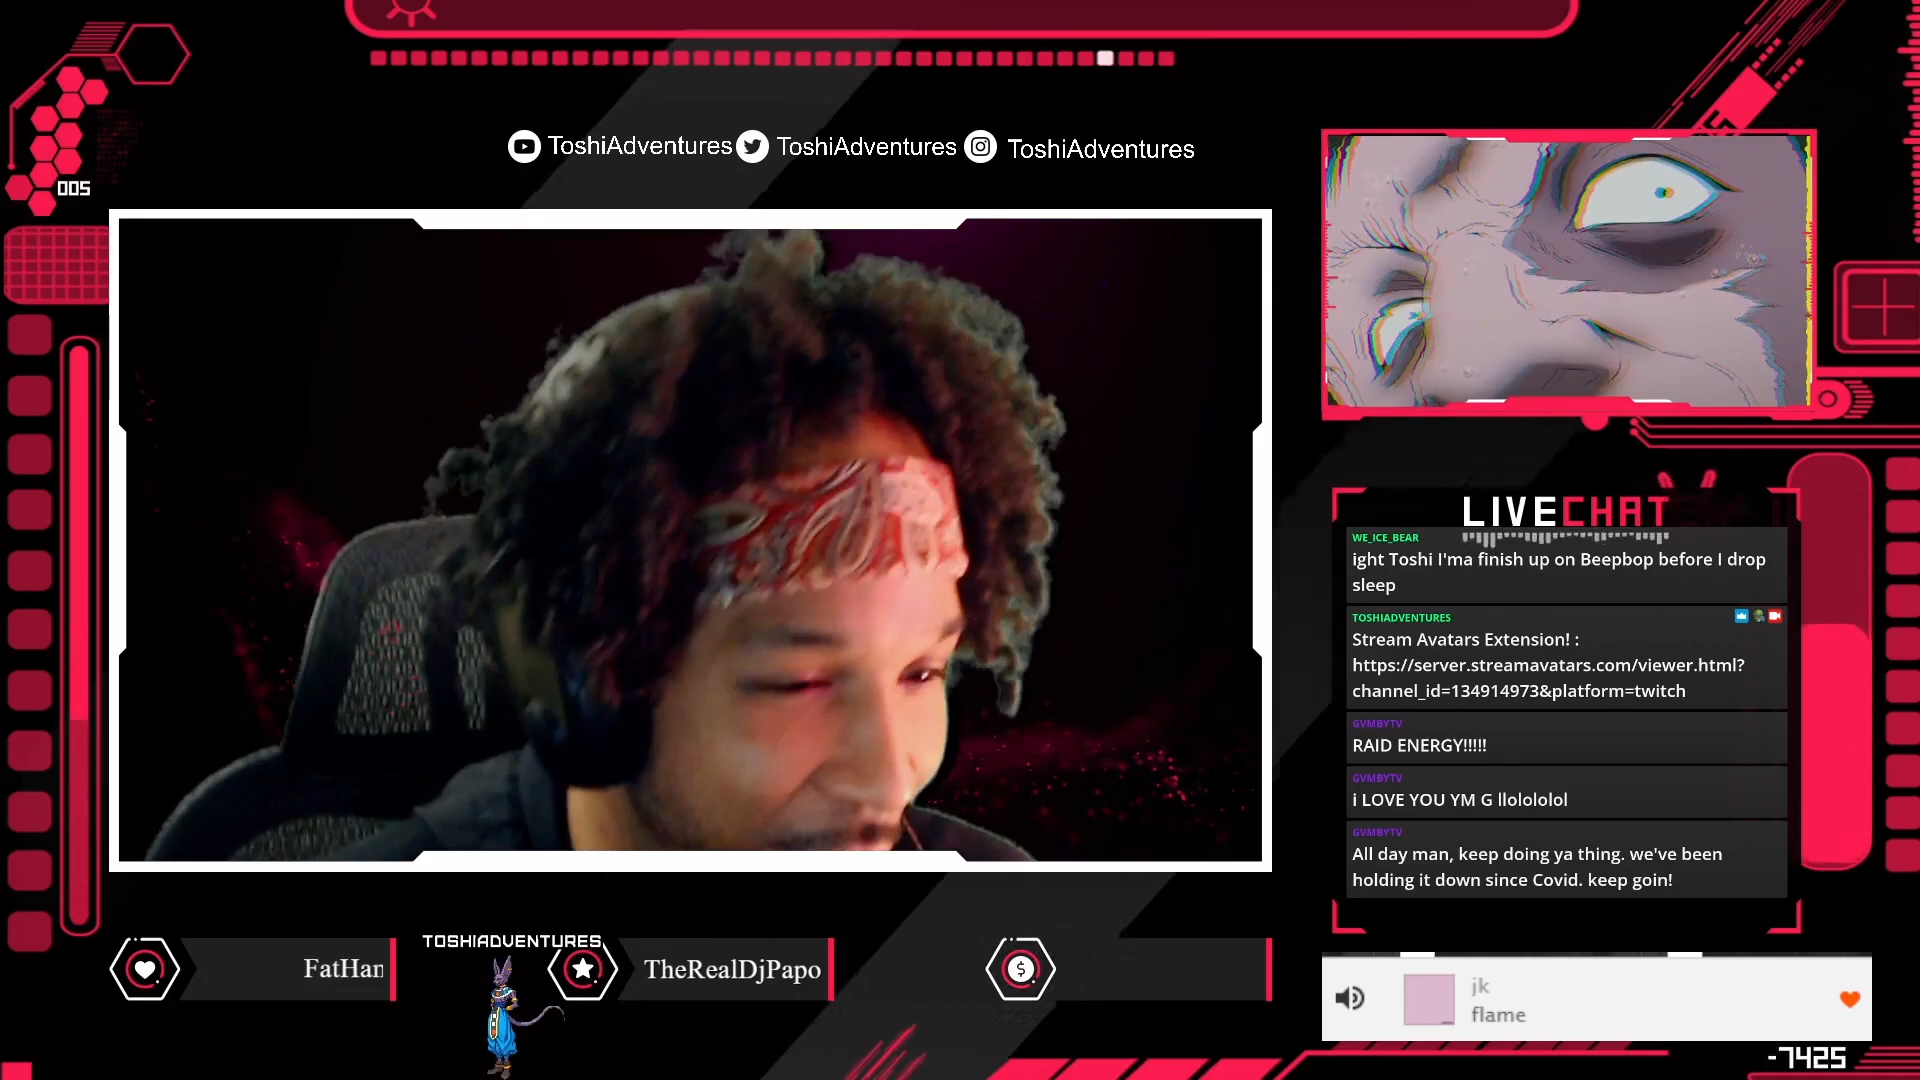 005
ToshiAdventures ToshiAdventures ToshiAdventures
LIVECHAT
WE_ICE_BEAR
ight Toshi I'ma finish up on Beepbop before I drop
sleep
TOSHIADVENTURES
Stream Avatars Extension! :
https://server.streamavatars.com/viewer.html?
channel_id=134914973&platform=twitch
GVMBYTV
RAID ENERGY!!!!!
GVMBYTV
i LOVE YOU YM G llolololol
GVMBYTV
All day man, keep doing ya thing. we've been
holding it down since Covid. keep goin!
FatHan
TOSHIADVENTURES
TheRealDjPapo
jk
flame
-7425